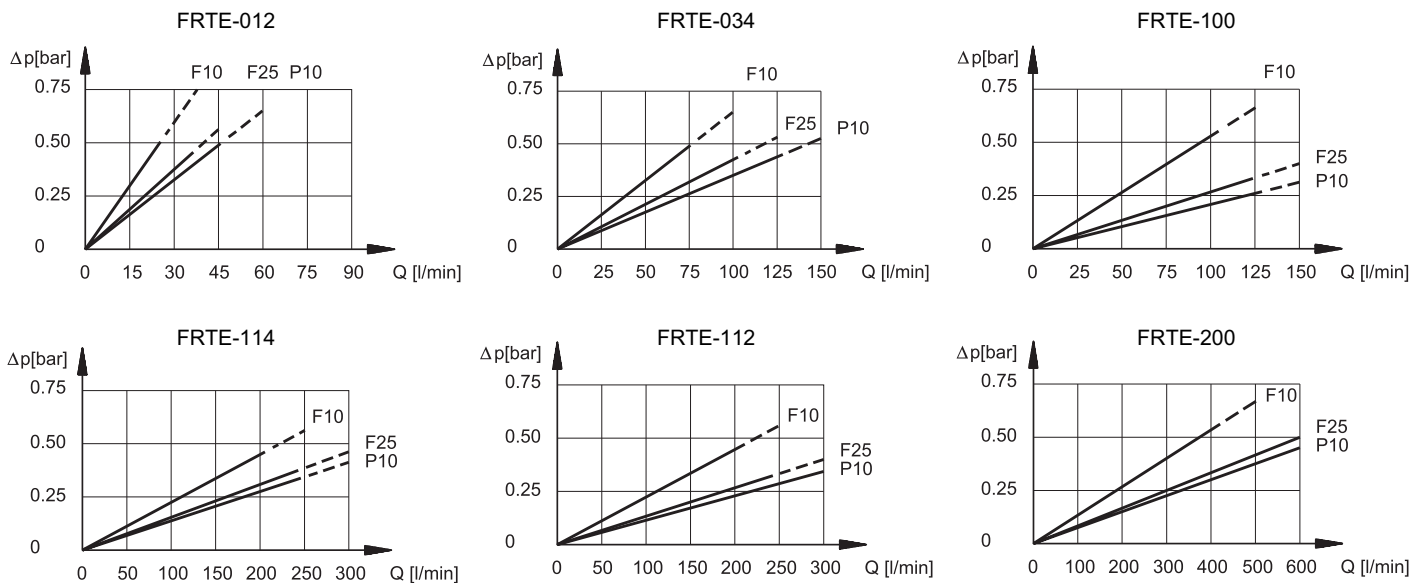 FRTE-012
Δp[bar]
F10 F25 P10
0.75
0.50
0.25
0
0 15 30 45 60 75 90 Q [l/min]
FRTE-034
Δp[bar]
F10
0.75
F25 P10
0.50
0.25
0
0 25 50 75 100 125 150 Q [l/min]
FRTE-100
Δp[bar]
F10
0.75
0.50
F25
P10
0.25
0
0 25 50 75 100 125 150 Q [l/min]
FRTE-114
Δp[bar]
0.75
F10
0.50
F25
P10
0.25
0
0 50 100 150 200 250 300 Q [l/min]
FRTE-112
Δp[bar]
0.75
F10
0.50
F25
P10
0.25
0
0 50 100 150 200 250 300 Q [l/min]
FRTE-200
Δp[bar]
0.75
F10
0.50
F25
P10
0.25
0
0 100 200 300 400 500 600 Q [l/min]